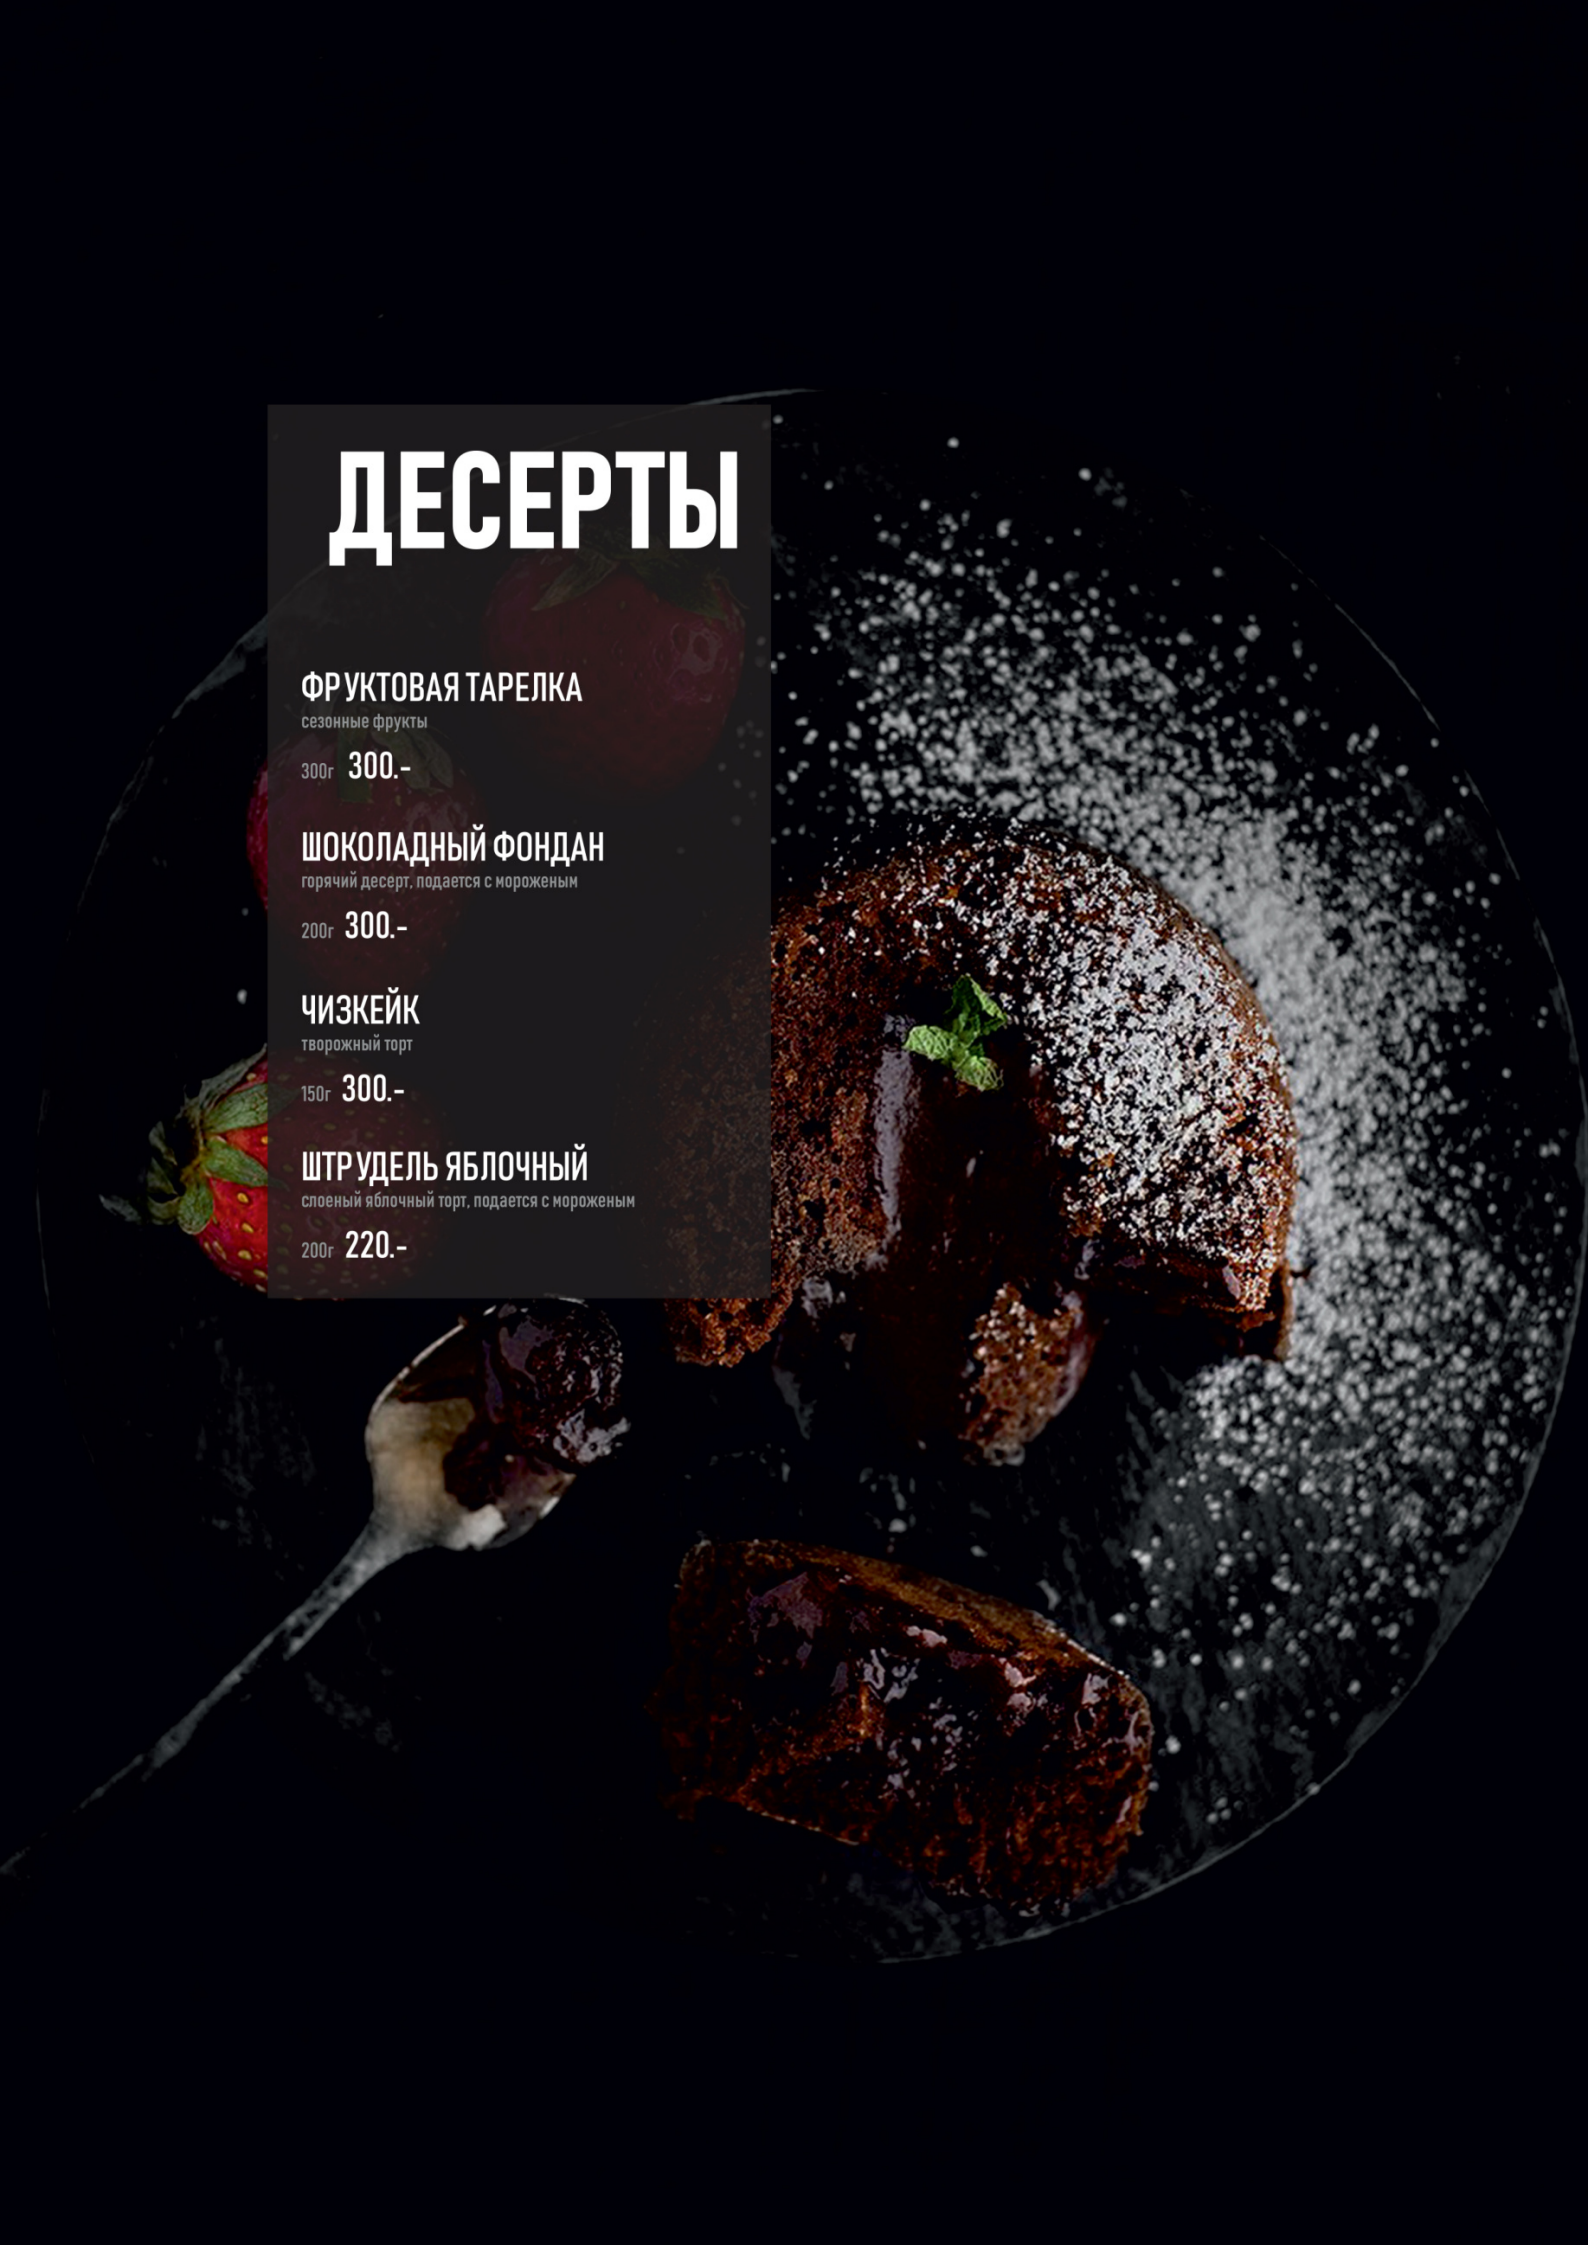 ДЕСЕРТЫ
ФРУКТОВАЯ ТАРЕЛКА
сезонные фрукты
300г 300.-
ШОКОЛАДНЫЙ ФОНДАН
горячий десерт, подается с мороженым
200г 300.-
ЧИЗКЕЙК
творожный торт
150г 300.-
ШТРУДЕЛЬ ЯБЛОЧНЫЙ
слоеный яблочный торт, подается с мороженым
200г 220.-